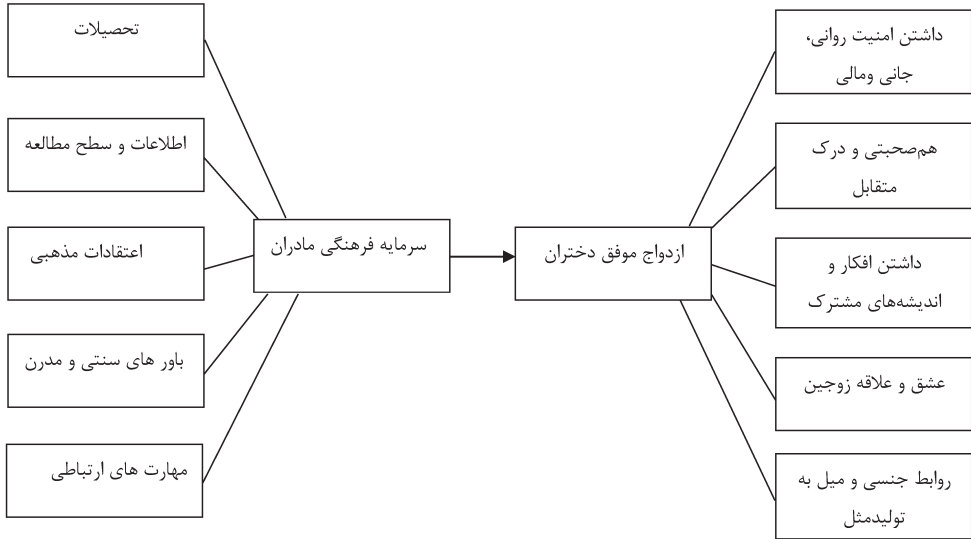 تحصیلات
اطلاعات و سطح مطالعه
اعتقادات مذهبی
باور های سنتی و مدرن
مهارت های ارتباطی
سرمایه فرهنگی مادران
ازدواج موفق دختران
داشتن امنیت روانی،
جانی ومالی
هم‌صحبتی و درک
متقابل
داشتن افکار و
اندیشه‌های مشترک
عشق و علاقه زوجین
روابط جنسی و میل به
تولیدمثل